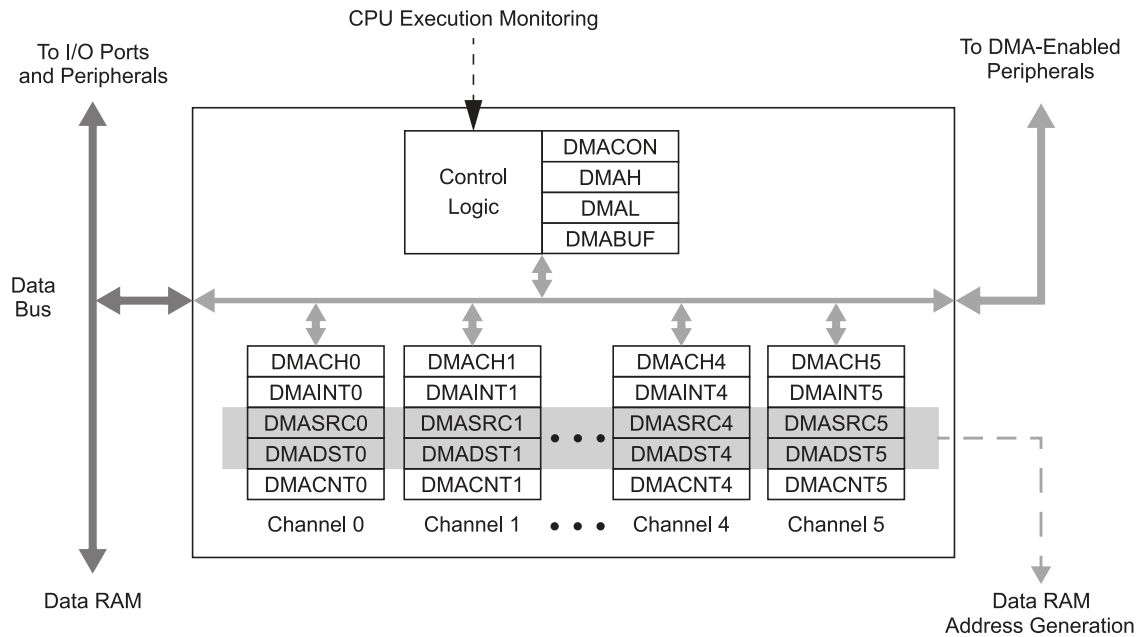 CPU Execution Monitoring
To I/O Ports
and Peripherals
To DMA-Enabled
Peripherals
Control
Logic
DMACON
DMAH
DMAL
DMABUF
Data
Bus
DMACH0
DMAINT0
DMASRC0
DMADST0
DMACNT0
Channel 0
DMACH1
DMAINT1
DMASRC1
DMADST1
DMACNT1
Channel 1
DMACH4
DMAINT4
DMASRC4
DMADST4
DMACNT4
Channel 4
DMACH5
DMAINT5
DMASRC5
DMADST5
DMACNT5
Channel 5
Data RAM
Data RAM
Address Generation